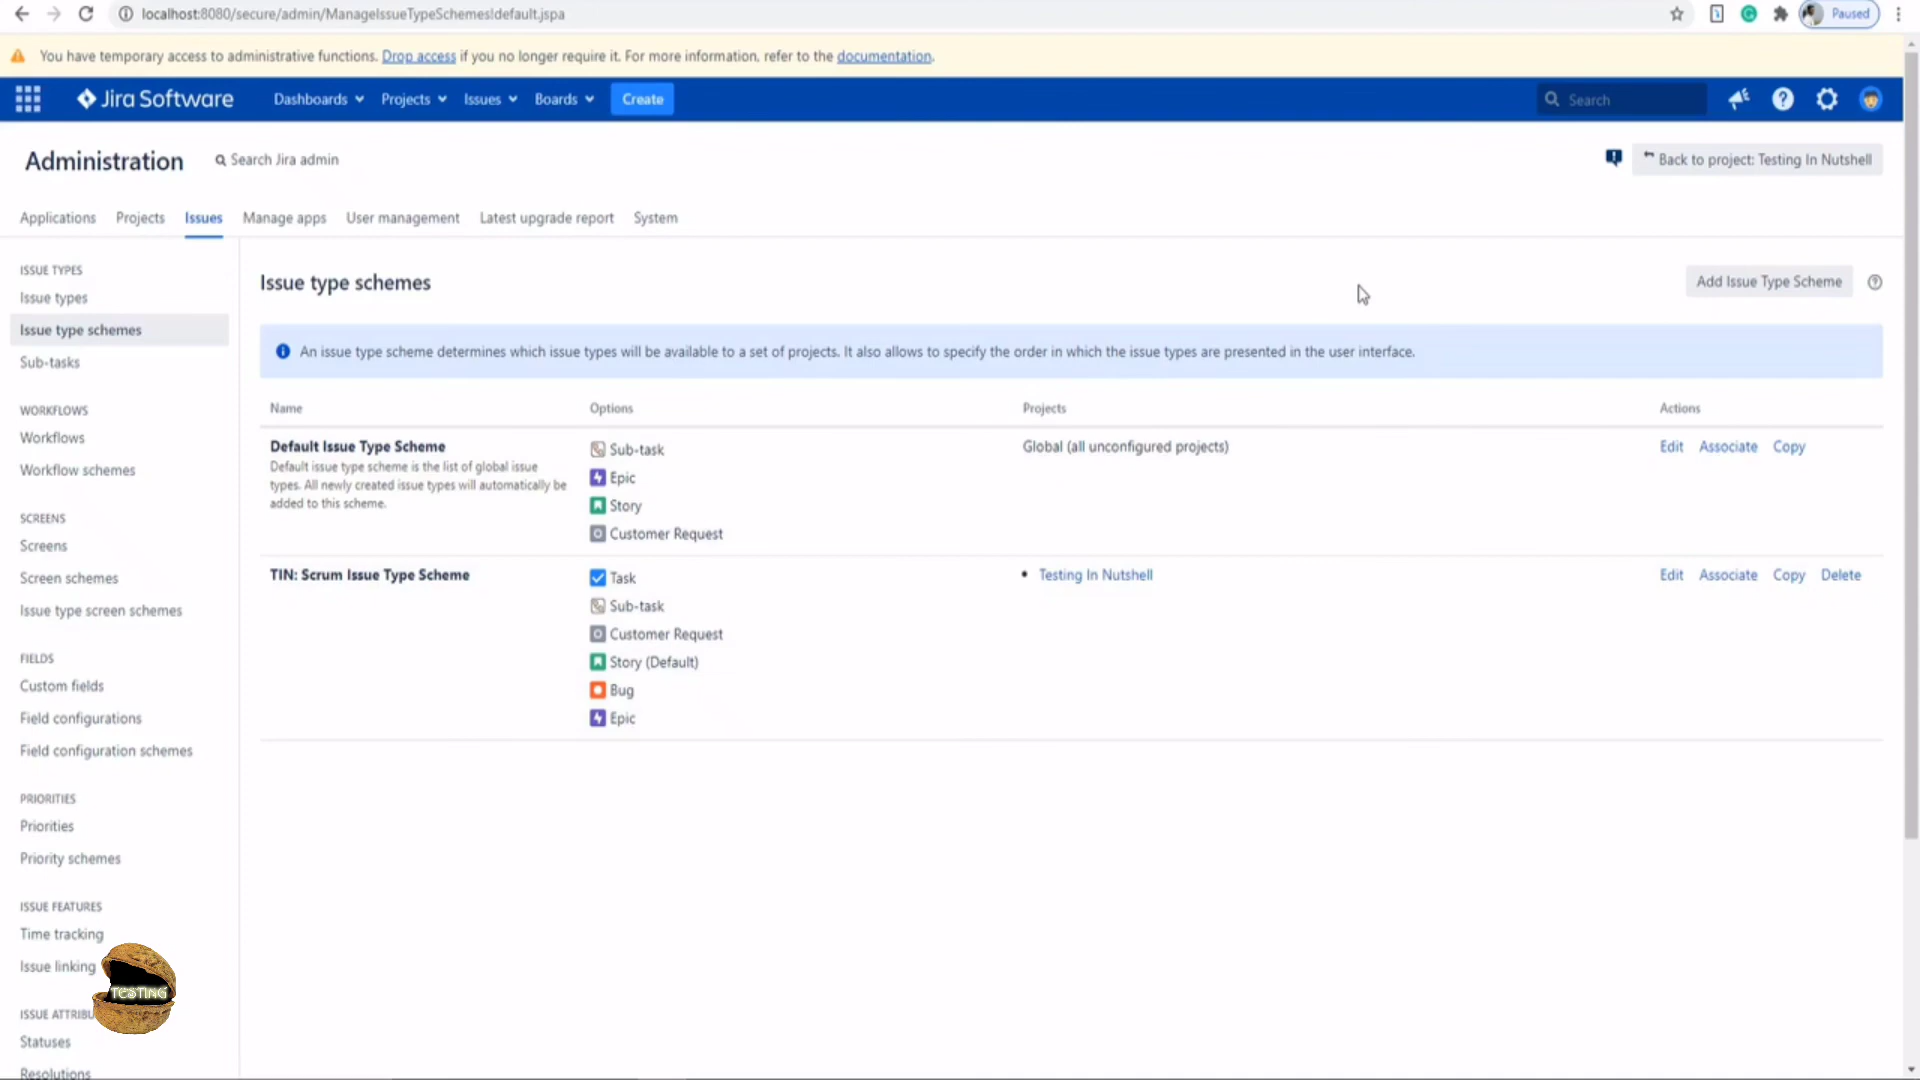 localhost:8080/secure/admin/ManageIssueTypeSchemes!default.jspa
Paused
You have temporary access to administrative functions. Drop access if you no longer require it. For more information, refer to the documentation.
Jira Software
Dashboards
Projects
Issues
Boards
Create
Search
Administration
Search Jira admin
Back to project: Testing In Nutshell
Applications
Projects
Issues
Manage apps
User management
Latest upgrade report
System
ISSUE TYPES
Issue types
Issue type schemes
Sub-tasks
WORKFLOWS
Workflows
Workflow schemes
SCREENS
Screens
Screen schemes
Issue type screen schemes
FIELDS
Custom fields
Field configurations
Field configuration schemes
PRIORITIES
Priorities
Priority schemes
ISSUE FEATURES
Time tracking
Issue linking
ISSUE ATTRIBU
Statuses
Resolutions
TESTING
Issue type schemes
Add Issue Type Scheme
An issue type scheme determines which issue types will be available to a set of projects. It also allows to specify the order in which the issue types are presented in the user interface.
Name
Options
Projects
Actions
Default Issue Type Scheme
Default issue type scheme is the list of global issue
types. All newly created issue types will automatically be
added to this scheme.
Sub-task
Epic
Story
Customer Request
Global (all unconfigured projects)
Edit
Associate
Copy
TIN: Scrum Issue Type Scheme
Task
Sub-task
Customer Request
Story (Default)
Bug
Epic
Testing In Nutshell
Edit
Associate
Copy
Delete